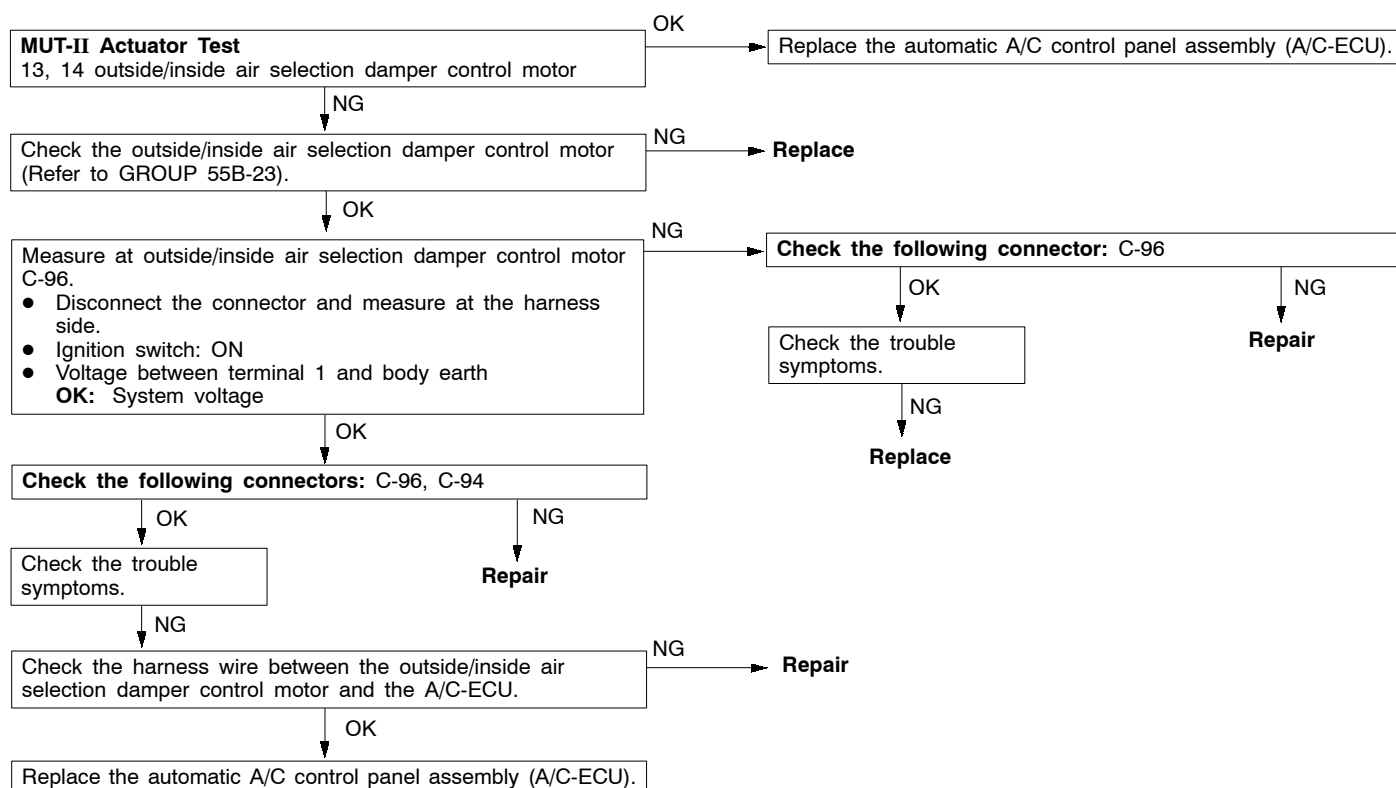 OK
MUT-II Actuator Test
13, 14 outside/inside air selection damper control motor
Replace the automatic A/C control panel assembly (A/C-ECU).
NG
Check the outside/inside air selection damper control motor
(Refer to GROUP 55B-23).
NG
Replace
OK
Measure at outside/inside air selection damper control motor
C-96.
● Disconnect the connector and measure at the harness
side.
● Ignition switch: ON
● Voltage between terminal 1 and body earth
OK: System voltage
NG
Check the following connector: C-96
OK
NG
Check the trouble
symptoms.
Repair
NG
Replace
OK
Check the following connectors: C-96, C-94
OK
NG
Check the trouble
symptoms.
Repair
NG
Check the harness wire between the outside/inside air
selection damper control motor and the A/C-ECU.
NG
Repair
OK
Replace the automatic A/C control panel assembly (A/C-ECU).